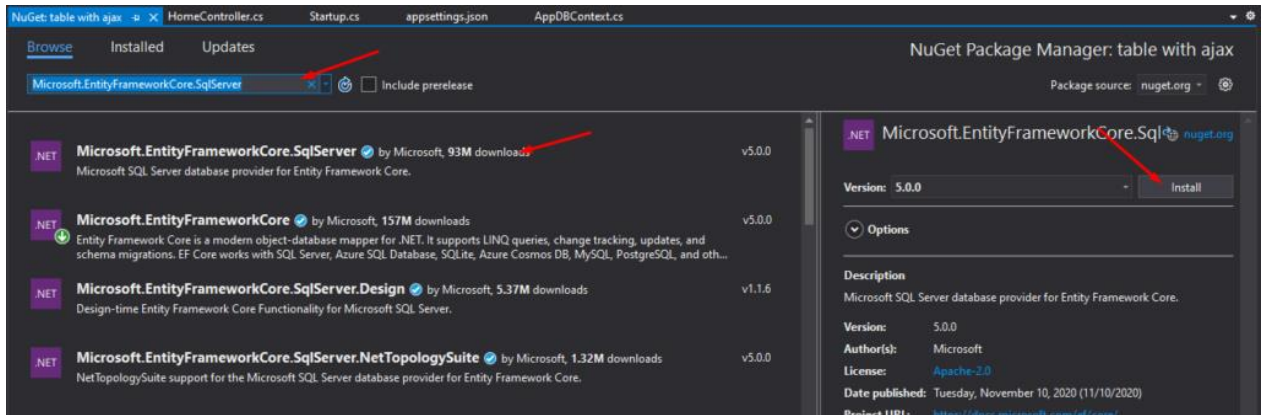 NuGet: table with ajax HomeController.cs Startup.cs appsettings.json AppDBContext.cs
Browse Installed Updates
NuGet Package Manager: table with ajax
Microsoft.EntityFrameworkCore.SqlServer
Include prerelease
Package source: nuget.org
.NET
Microsoft.EntityFrameworkCore.SqlServer by Microsoft, 93M downloads v5.0.0
Microsoft SQL Server database provider for Entity Framework Core.
.NET
Microsoft.EntityFrameworkCore by Microsoft, 157M downloads v5.0.0
Entity Framework Core is a modern object-database mapper for .NET. It supports LINQ queries, change tracking, updates, and
schema migrations. EF Core works with SQL Server, Azure SQL Database, SQLite, Azure Cosmos DB, MySQL, PostgreSQL, and oth...
.NET
Microsoft.EntityFrameworkCore.SqlServer.Design by Microsoft, 5.37M downloads v1.1.6
Design-time Entity Framework Core Functionality for Microsoft SQL Server.
.NET
Microsoft.EntityFrameworkCore.SqlServer.NetTopologySuite by Microsoft, 1.32M downloads v5.0.0
NetTopologySuite support for the Microsoft SQL Server database provider for Entity Framework Core.
.NET
Microsoft.EntityFrameworkCore.Sql nuget.org
Version: 5.0.0 Install
Options
Description
Microsoft SQL Server database provider for Entity Framework Core.
Version: 5.0.0
Author(s): Microsoft
License: Apache-2.0
Date published: Tuesday, November 10, 2020 (11/10/2020)